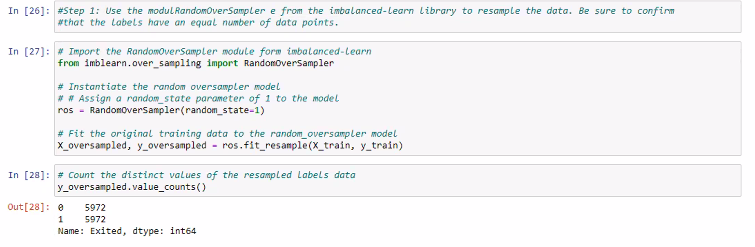 In [26]: #Step 1: Use the modulRandomOverSampler e from the imbalanced-learn library to resample the data. Be sure to confirm
#that the labels have an equal number of data points.
In [27]: # Import the RandomOverSampler module form imbalanced-learn
from imblearn.over_sampling import RandomOverSampler
# Instantiate the random oversampler model
# # Assign a random_state parameter of 1 to the model
ros = RandomOverSampler(random_state=1)
# Fit the original training data to the random_oversampler model
X_oversampled, y_oversampled = ros.fit_resample(X_train, y_train)
In [28]: # Count the distinct values of the resampled labels data
y_oversampled.value_counts()
Out[28]: 0    5972
1    5972
Name: Exited, dtype: int64